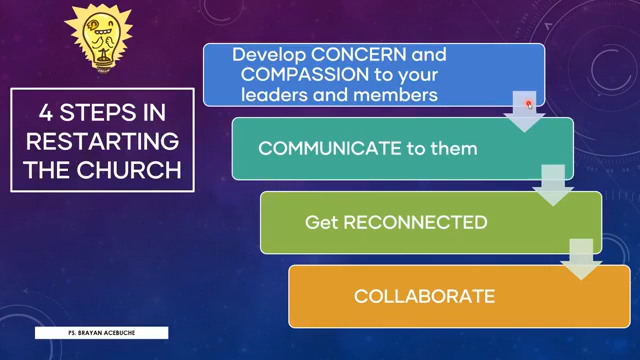 4 STEPS IN
RESTARTING
THE CHURCH
Develop CONCERN and
COMPASSION to your
leaders and members
COMMUNICATE to them
Get RECONNECTED
COLLABORATE
PS. BRAYAN ACEBUCHE